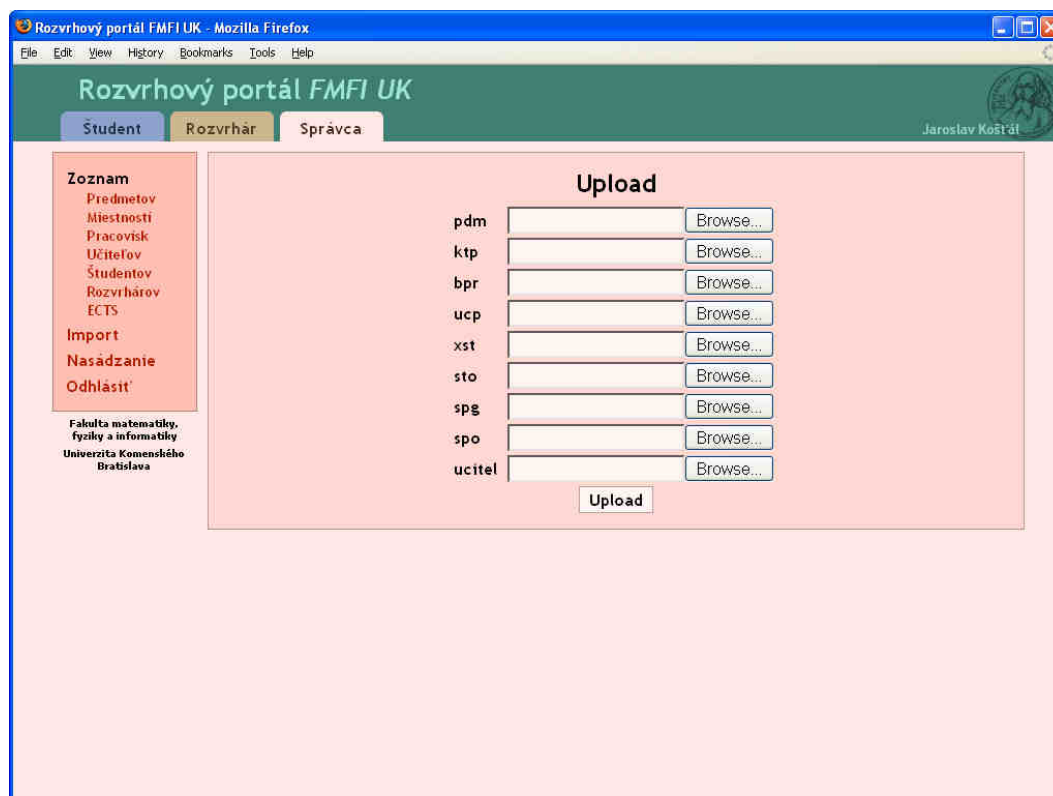 Rozvrhový portál FMFI UK - Mozilla Firefox
File Edit View History Bookmarks Tools Help
Rozvrhový portál FMFI UK
Študent Rozvrhár Správca
Jaroslav Košťál
Zoznam
Predmetov
Miestností
Pracovísk
Učiteľov
Študentov
Rozvrhárov
ECTS
Import
Nasádzanie
Odhlásiť
Fakulta matematiky,
fyziky a informatiky
Univerzita Komenského
Bratislava
Upload
pdm Browse...
ktp Browse...
bpr Browse...
ucp Browse...
xst Browse...
sto Browse...
spg Browse...
spo Browse...
ucitel Browse...
Upload